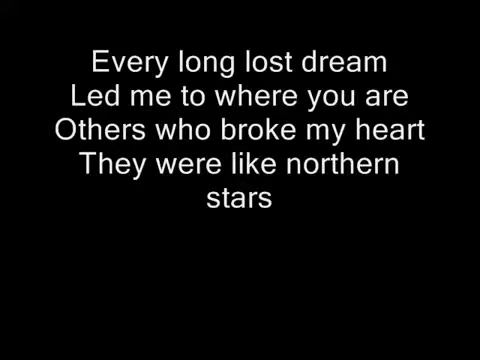 Every long lost dream
Led me to where you are
Others who broke my heart
They were like northern
stars